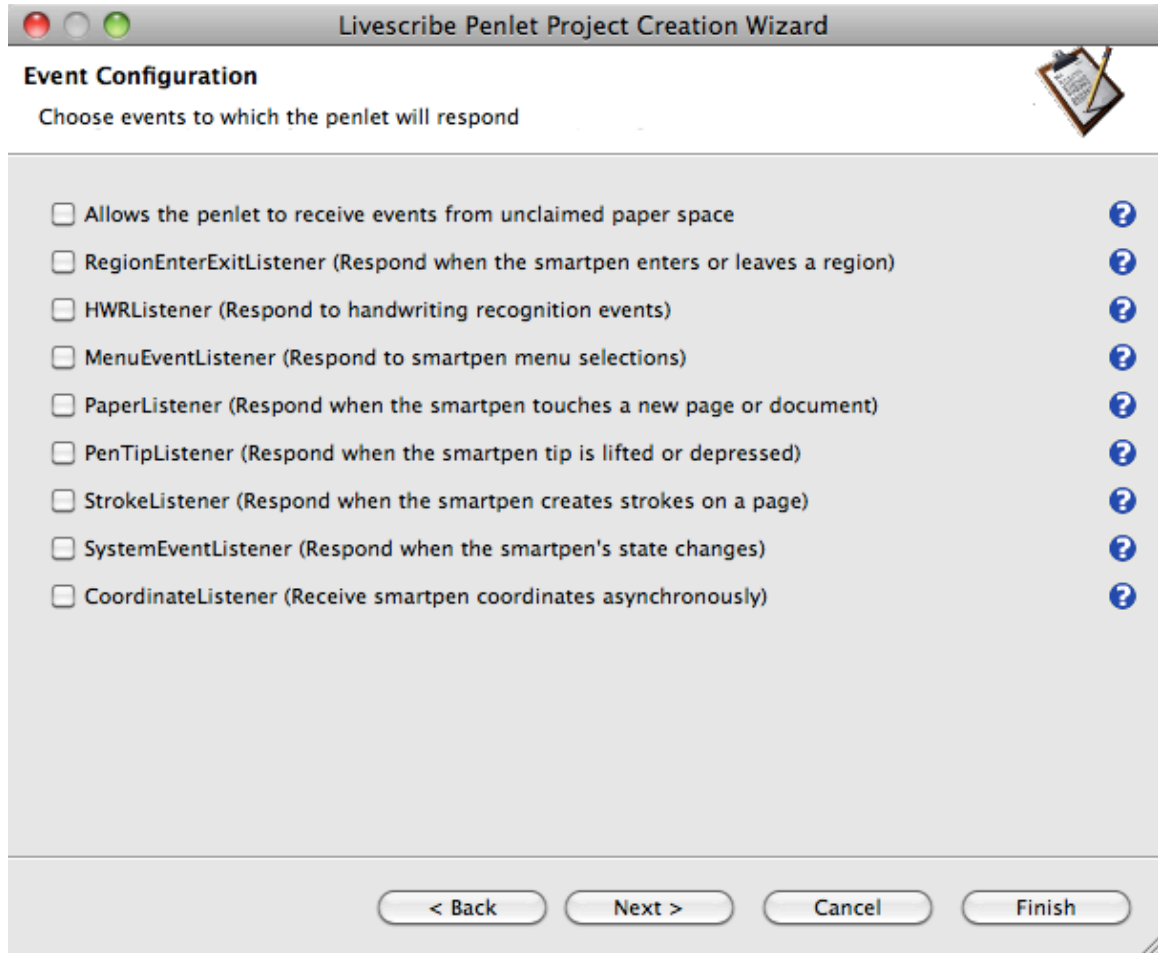 Livescribe Penlet Project Creation Wizard
Event Configuration
Choose events to which the penlet will respond
Allows the penlet to receive events from unclaimed paper space
RegionEnterExitListener (Respond when the smartpen enters or leaves a region)
HWRListener (Respond to handwriting recognition events)
MenuEventListener (Respond to smartpen menu selections)
PaperListener (Respond when the smartpen touches a new page or document)
PenTipListener (Respond when the smartpen tip is lifted or depressed)
StrokeListener (Respond when the smartpen creates strokes on a page)
SystemEventListener (Respond when the smartpen's state changes)
CoordinateListener (Receive smartpen coordinates asynchronously)
< Back Next > Cancel Finish